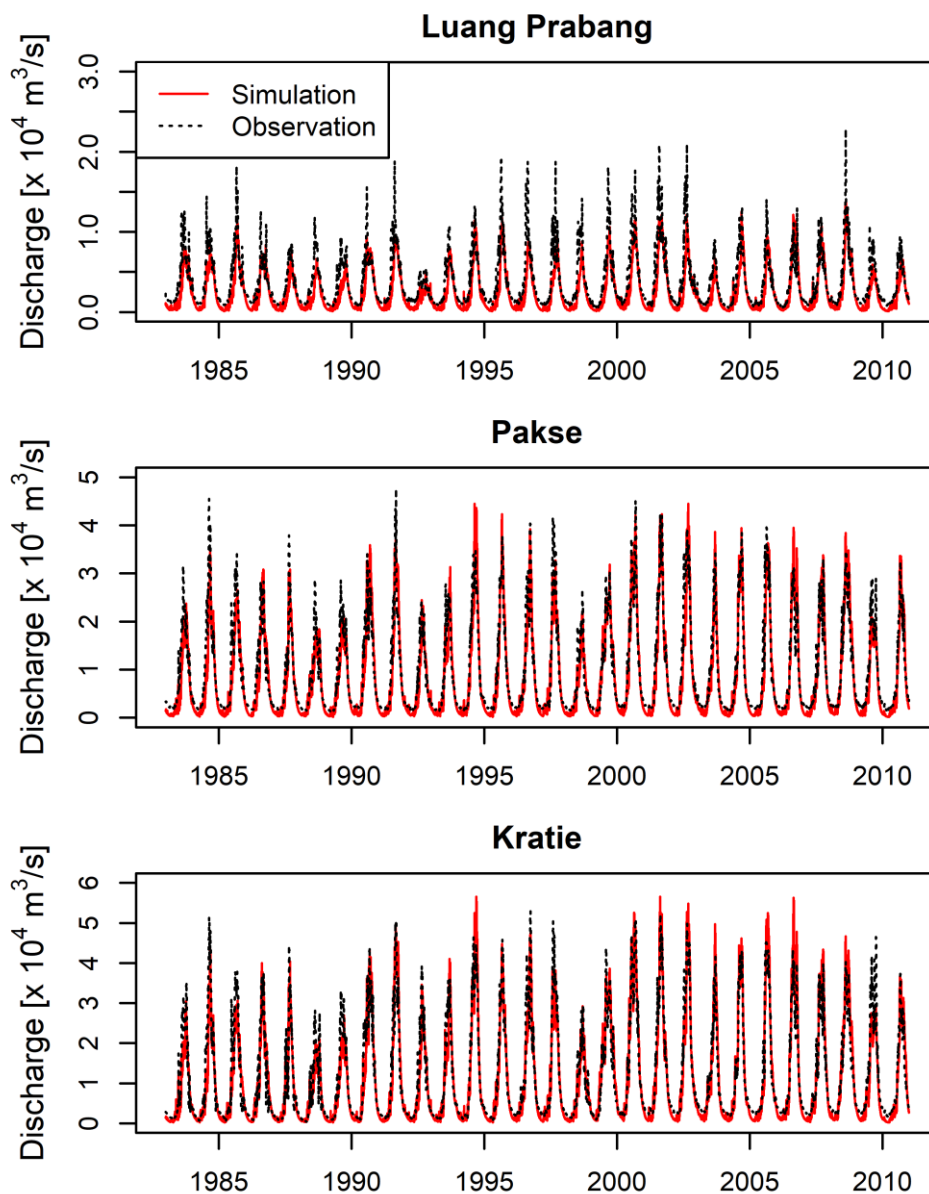 Luang Prabang
Discharge [x 10⁴ m³/s]
3.0
2.0
1.0
0.0
Simulation
Observation
1985 1990 1995 2000 2005 2010
Pakse
Discharge [x 10⁴ m³/s]
5
4
3
2
1
0
1985 1990 1995 2000 2005 2010
Kratie
Discharge [x 10⁴ m³/s]
6
5
4
3
2
1
0
1985 1990 1995 2000 2005 2010